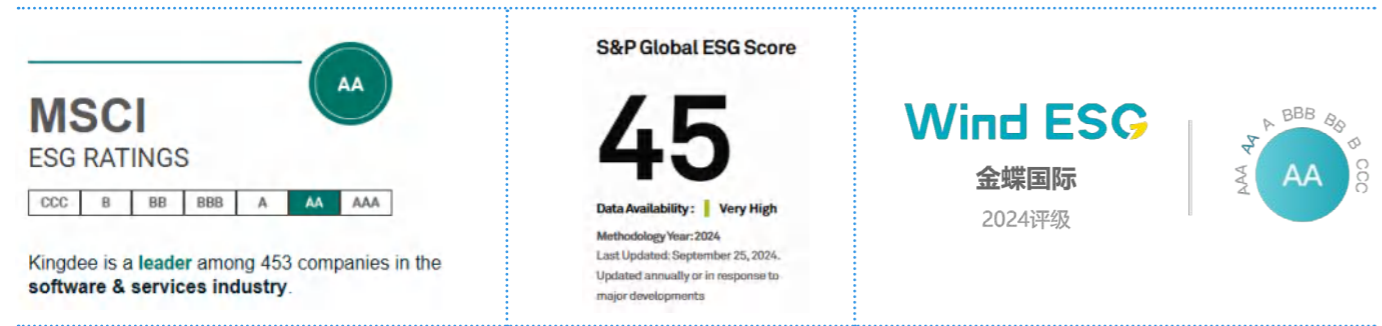 AA
MSCI
ESG RATINGS
CCC B BB BBB A AA AAA
Kingdee is a leader among 453 companies in the
software & services industry.
S&P Global ESG Score
45
Data Availability: Very High
Methodology Year: 2024
Last Updated: September 25, 2024.
Updated annually or in response to
major developments
Wind ESG
金蝶国际
2024评级
AAA AA A BBB BB B CCC
AA